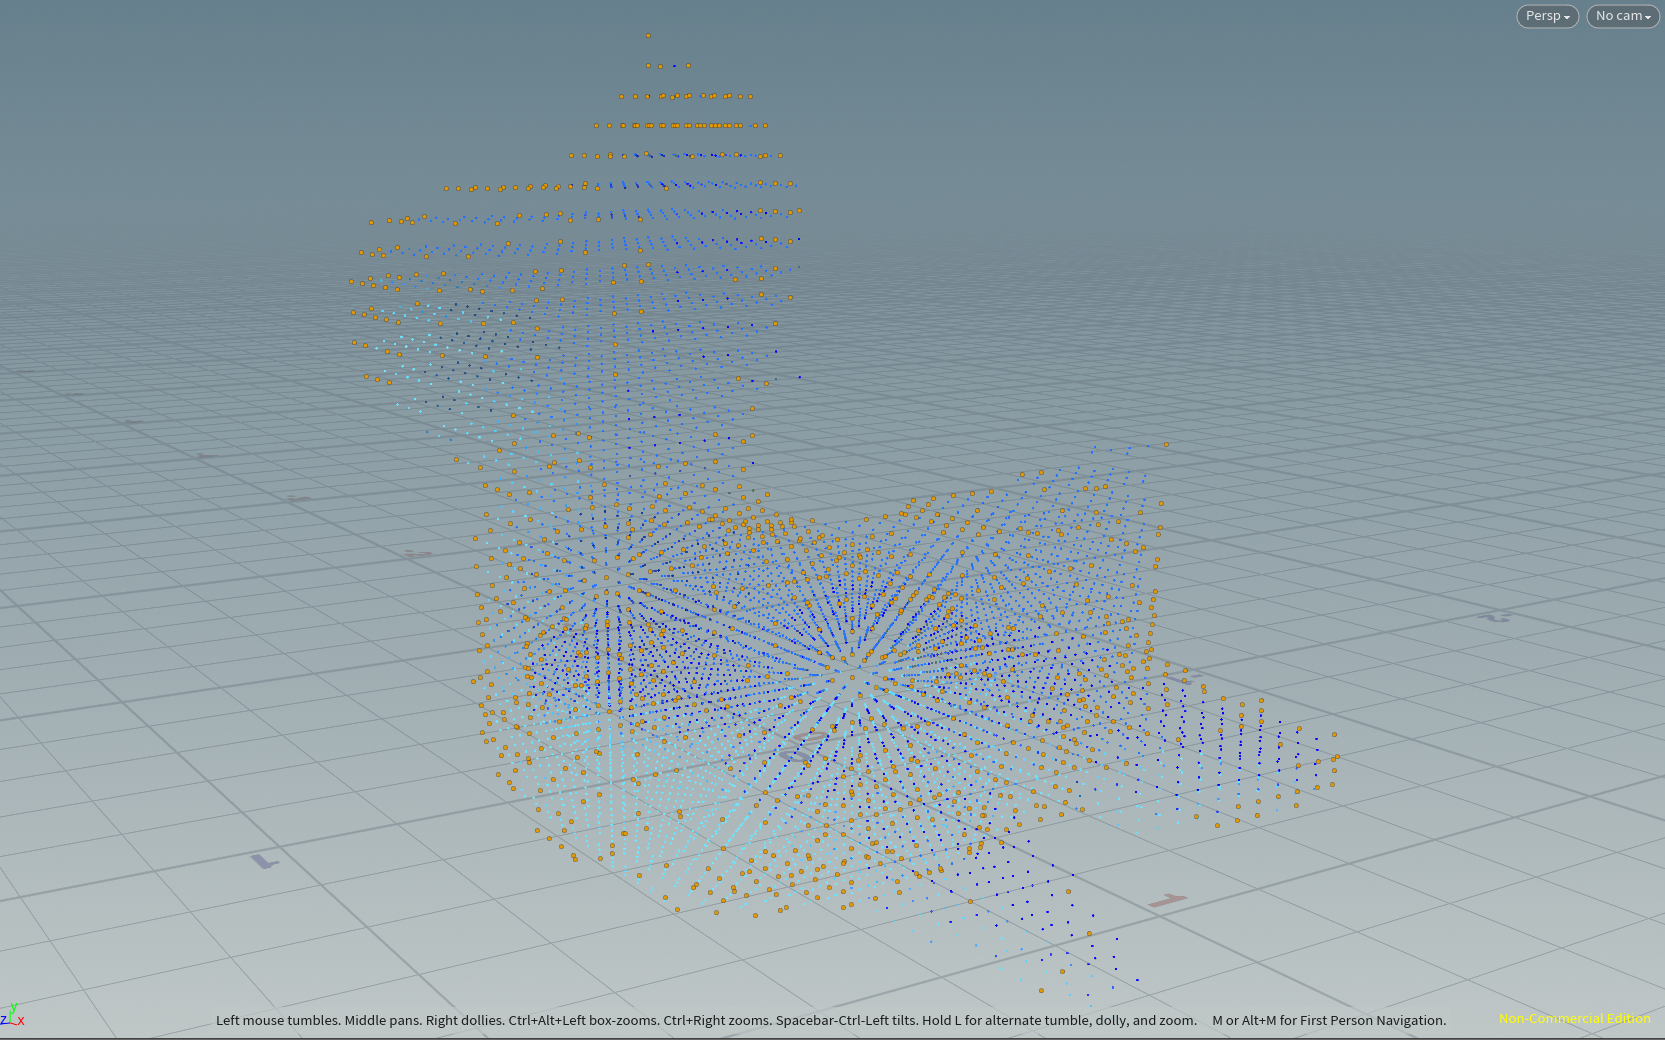 Persp
No cam
y
z x
Left mouse tumbles. Middle pans. Right dollies. Ctrl+Alt+Left box-zooms. Ctrl+Right zooms. Spacebar-Ctrl-Left tilts. Hold L for alternate tumble, dolly, and zoom. M or Alt+M for First Person Navigation.
Non-Commercial Edition